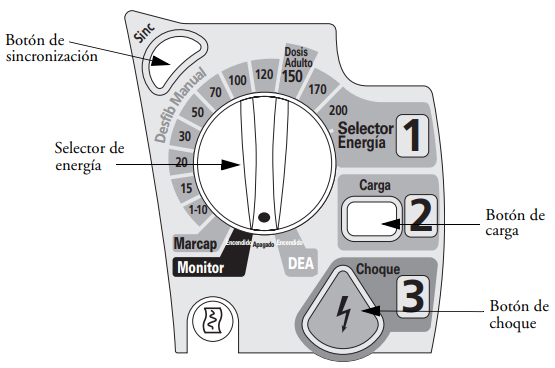 Sinc
Botón de
sincronización
Desfib Manual
Dosis
Adulto
150
120
100
70
50
30
20
15
1-10
170
200
Selector
Energía
1
Selector de
energía
Carga
2
Botón de
carga
Marcap
Monitor
Encendido
Apagado
Encendido
DEA
Choque
3
Botón de
choque